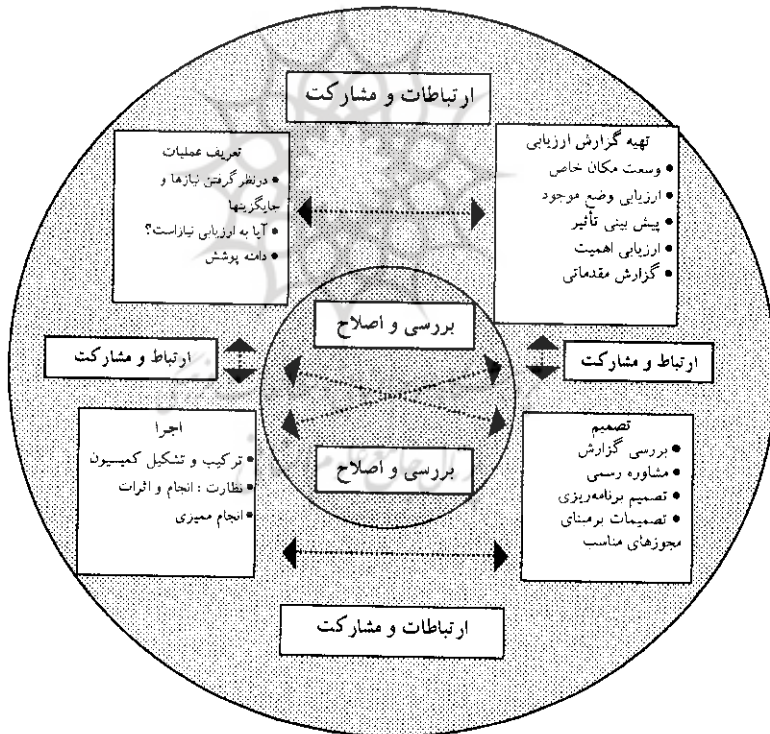 ارتباطات و مشارکت
تهیه گزارش ارزیابی
• وسعت مکان خاص
• ارزیابی وضع موجود
• پیش بینی تأثیر
• ارزیابی اهمیت
• گزارش مقدماتی
تعریف عملیات
• درنظر گرفتن نیازها و
جایگزینها
• آیا به ارزیابی نیازاست؟
• دامنه پوشش
بررسی و اصلاح
ارتباط و مشارکت
ارتباط و مشارکت
تصمیم
• بررسی گزارش
• مشاوره رسمی
• تصمیم برنامه‌ریزی
• تصمیمات برمبنای
مجوزهای مناسب
اجرا
• ترکیب و تشکیل کمیسیون
• نظارت : انجام و اثرات
• انجام ممیزی
بررسی و اصلاح
ارتباطات و مشارکت